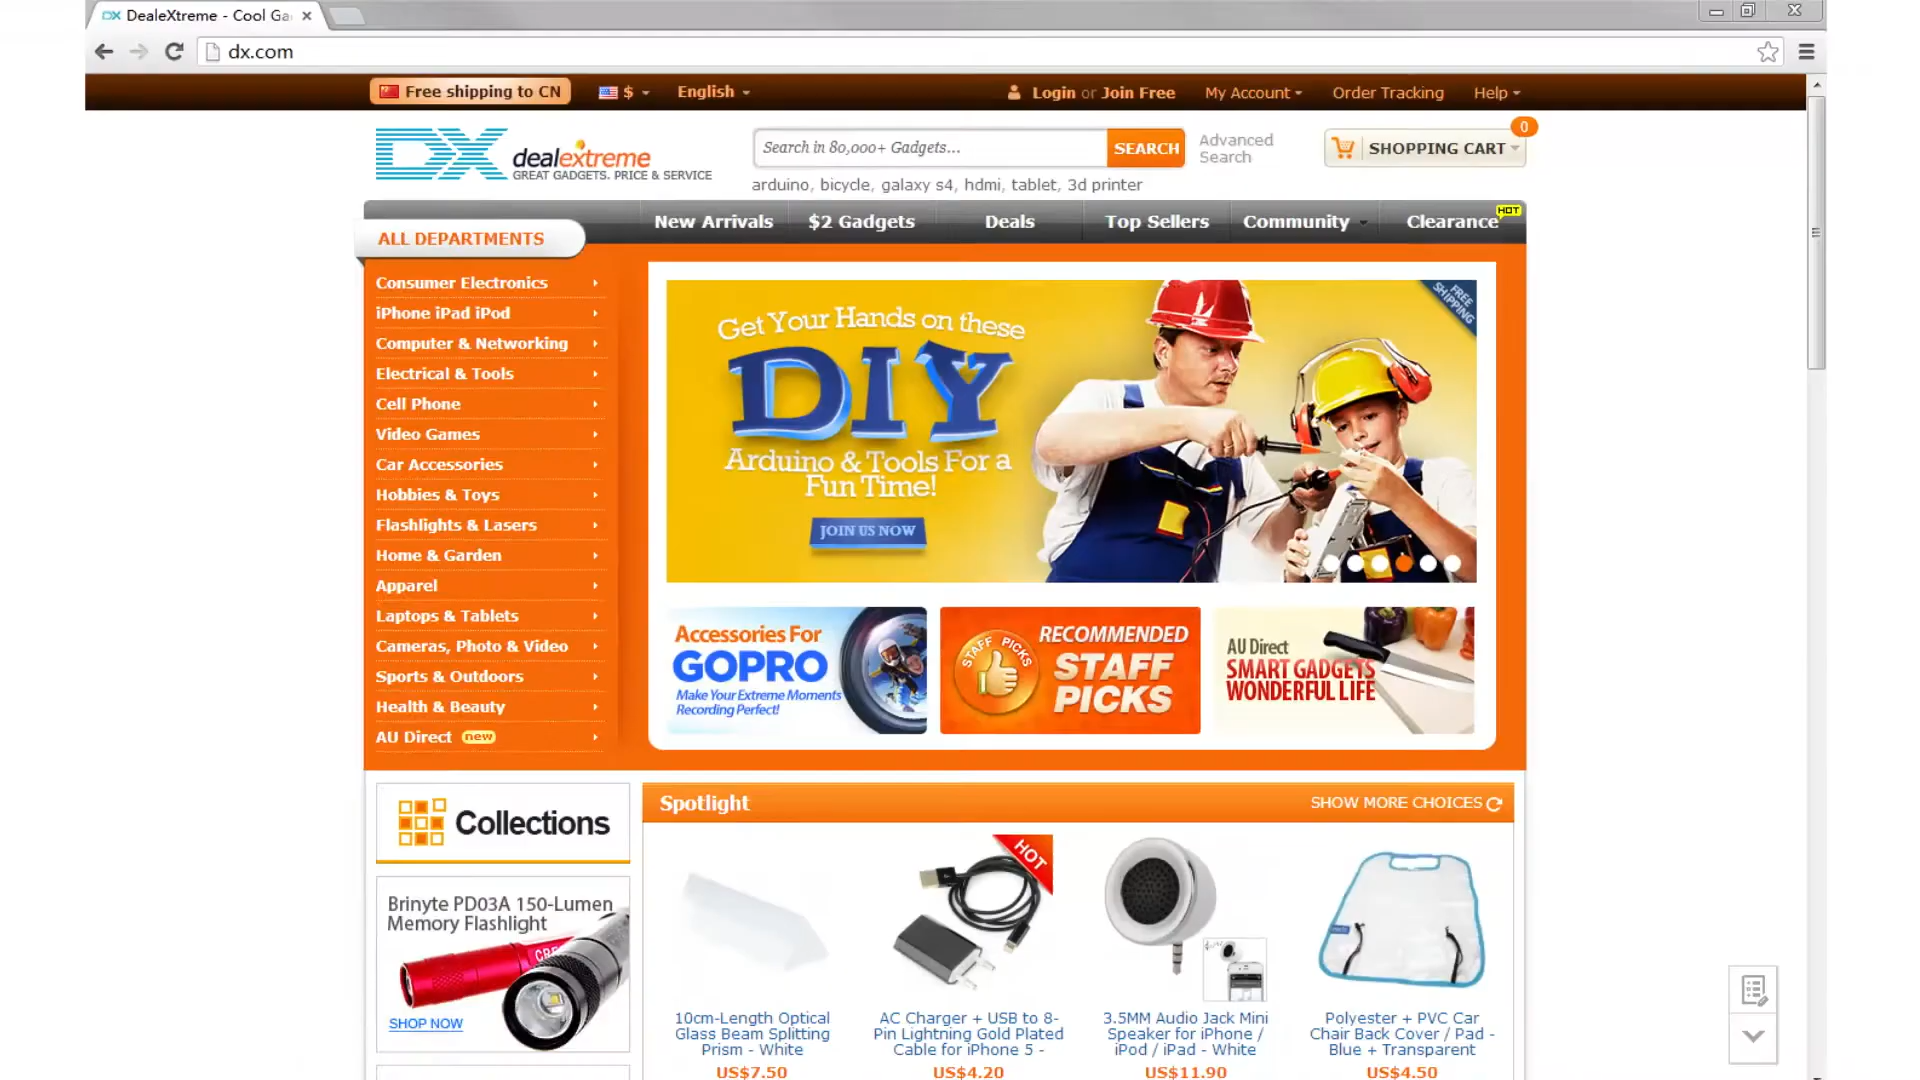 DX DealeXtreme - Cool Ga
dx.com
Free shipping to CN
$
English
Login or Join Free
My Account
Order Tracking
Help
DX dealextreme
GREAT GADGETS. PRICE & SERVICE
Search in 80,000+ Gadgets...
SEARCH
Advanced
Search
0
SHOPPING CART
arduino, bicycle, galaxy s4, hdmi, tablet, 3d printer
New Arrivals
$2 Gadgets
Deals
Top Sellers
Community
Clearance
HOT
ALL DEPARTMENTS
Consumer Electronics
iPhone iPad iPod
Computer & Networking
Electrical & Tools
Cell Phone
Video Games
Car Accessories
Hobbies & Toys
Flashlights & Lasers
Home & Garden
Apparel
Laptops & Tablets
Cameras, Photo & Video
Sports & Outdoors
Health & Beauty
AU Direct new
Get Your Hands on these
DIY
Arduino & Tools For a
Fun Time!
JOIN US NOW
FREE
SHIPPING
Accessories For
GOPRO
Make Your Extreme Moments
Recording Perfect!
STAFF PICKS
RECOMMENDED
STAFF
PICKS
AU Direct
SMART GADGETS
WONDERFUL LIFE
Collections
Brinyte PD03A 150-Lumen
Memory Flashlight
CRE
SHOP NOW
Spotlight
SHOW MORE CHOICES
HOT
10cm-Length Optical
Glass Beam Splitting
Prism - White
US$7.50
AC Charger + USB to 8-
Pin Lightning Gold Plated
Cable for iPhone 5 -
US$4.20
3.5MM Audio Jack Mini
Speaker for iPhone /
iPod / iPad - White
US$11.90
Polyester + PVC Car
Chair Back Cover / Pad -
Blue + Transparent
US$4.50